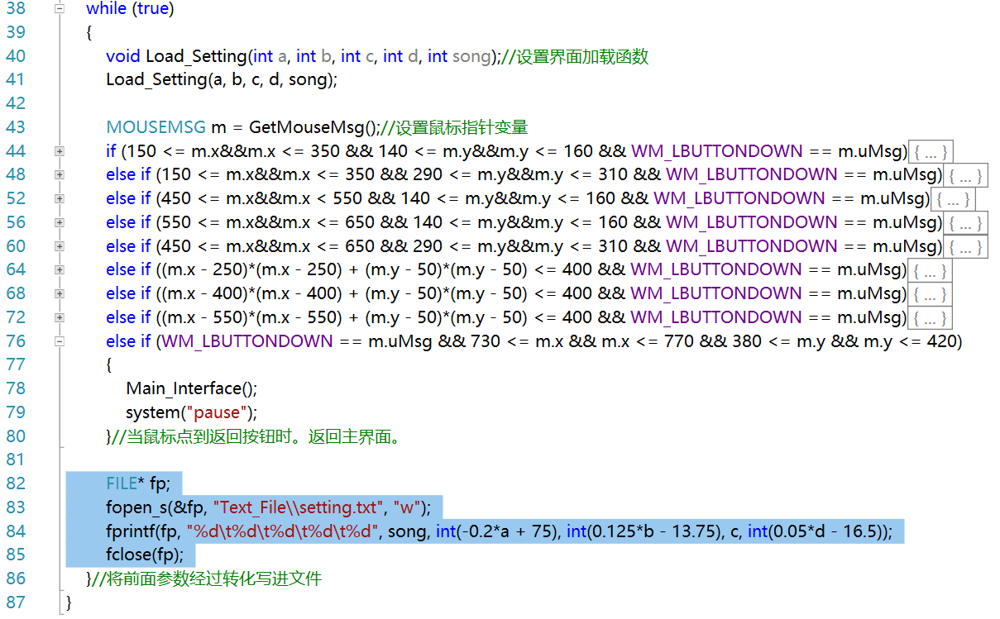 38 while (true)
39 {
40 void Load_Setting(int a, int b, int c, int d, int song);//设置界面加载函数
41 Load_Setting(a, b, c, d, song);
42
43 MOUSEMSG m = GetMouseMsg();//设置鼠标指针变量
44 if (150 <= m.x&&m.x <= 350 && 140 <= m.y&&m.y <= 160 && WM_LBUTTONDOWN == m.uMsg){ ... }
48 else if (150 <= m.x&&m.x <= 350 && 290 <= m.y&&m.y <= 310 && WM_LBUTTONDOWN == m.uMsg){ ... }
52 else if (450 <= m.x&&m.x < 550 && 140 <= m.y&&m.y <= 160 && WM_LBUTTONDOWN == m.uMsg){ ... }
56 else if (550 <= m.x&&m.x <= 650 && 140 <= m.y&&m.y <= 160 && WM_LBUTTONDOWN == m.uMsg){ ... }
60 else if (450 <= m.x&&m.x <= 650 && 290 <= m.y&&m.y <= 310 && WM_LBUTTONDOWN == m.uMsg){ ... }
64 else if ((m.x - 250)*(m.x - 250) + (m.y - 50)*(m.y - 50) <= 400 && WM_LBUTTONDOWN == m.uMsg){ ... }
68 else if ((m.x - 400)*(m.x - 400) + (m.y - 50)*(m.y - 50) <= 400 && WM_LBUTTONDOWN == m.uMsg){ ... }
72 else if ((m.x - 550)*(m.x - 550) + (m.y - 50)*(m.y - 50) <= 400 && WM_LBUTTONDOWN == m.uMsg){ ... }
76 else if (WM_LBUTTONDOWN == m.uMsg && 730 <= m.x && m.x <= 770 && 380 <= m.y && m.y <= 420)
77 {
78 Main_Interface();
79 system("pause");
80 }//当鼠标点到返回按钮时。返回主界面。
81
82 FILE* fp;
83 fopen_s(&fp, "Text_File\\setting.txt", "w");
84 fprintf(fp, "%d\t%d\t%d\t%d\t%d", song, int(-0.2*a + 75), int(0.125*b - 13.75), c, int(0.05*d - 16.5));
85 fclose(fp);
86 }//将前面参数经过转化写进文件
87 }